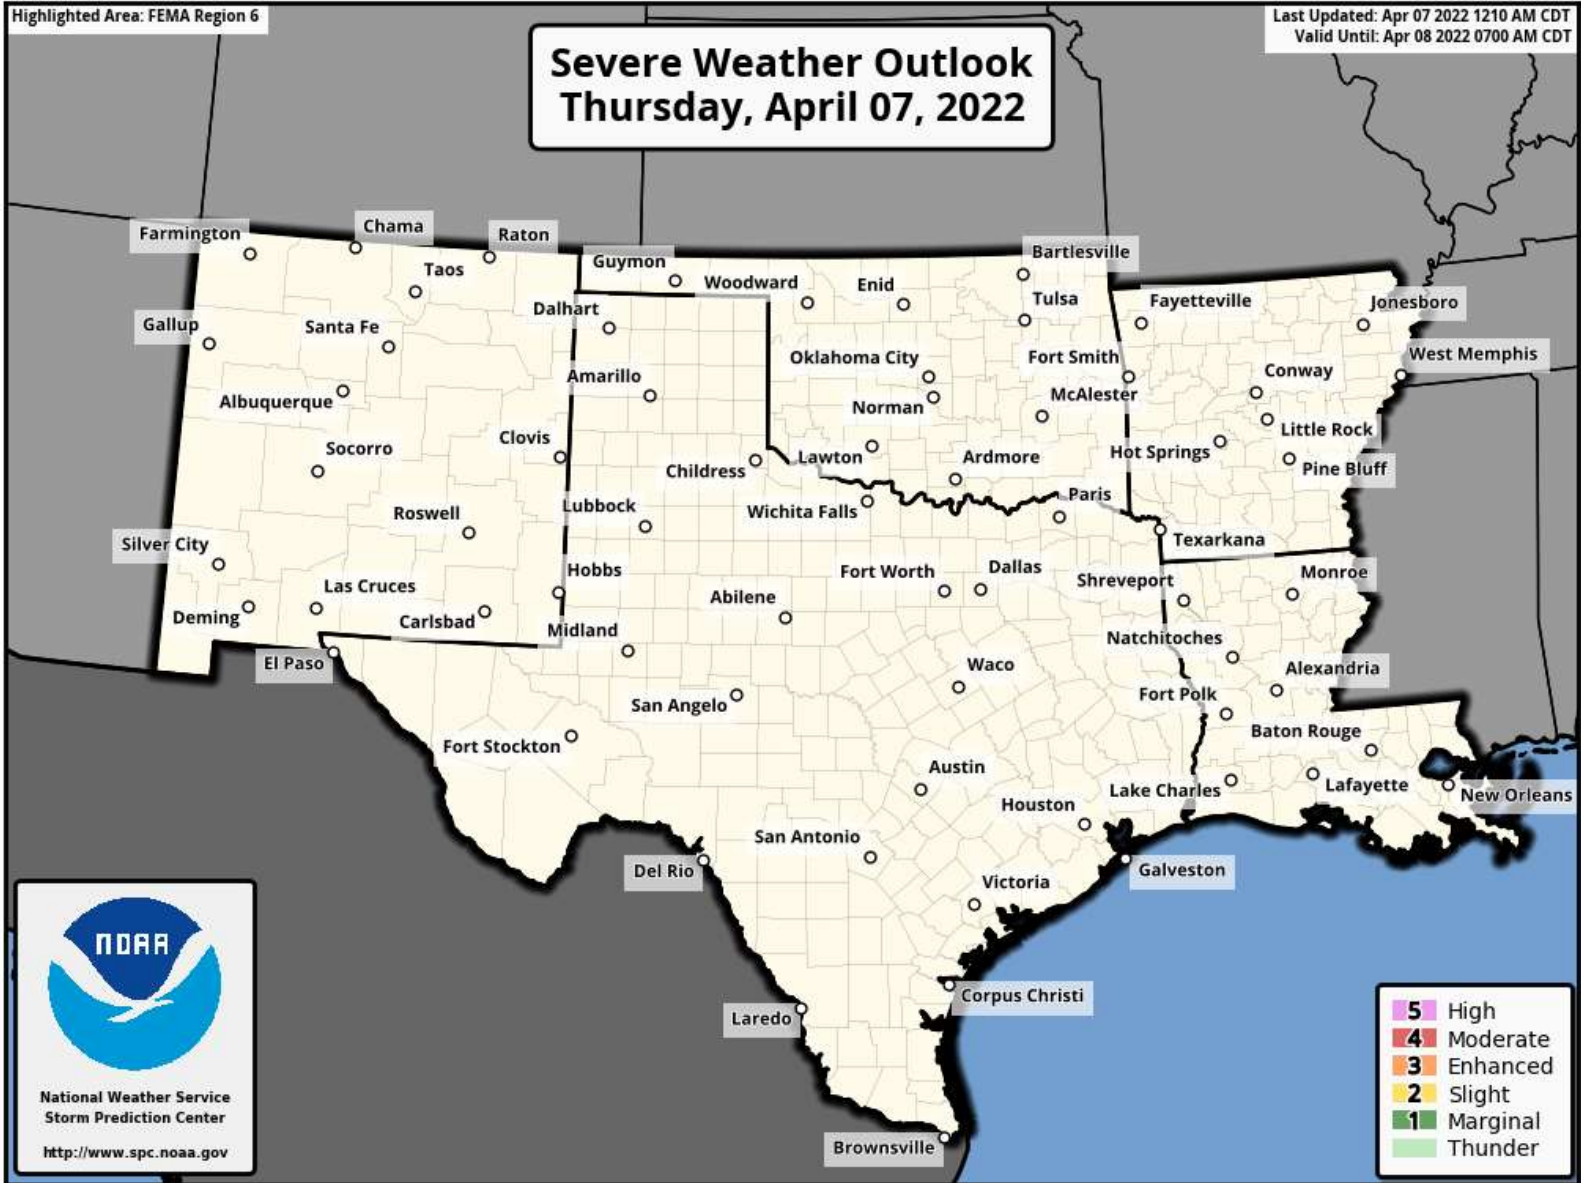 Highlighted Area: FEMA Region 6
Last Updated: Apr 07 2022 1210 AM CDT
Valid Until: Apr 08 2022 0700 AM CDT
Severe Weather Outlook
Thursday, April 07, 2022
Farmington
Chama
Raton
Taos
Guymon
Woodward
Enid
Bartlesville
Tulsa
Fayetteville
Jonesboro
Gallup
Santa Fe
Dalhart
Oklahoma City
Fort Smith
West Memphis
Albuquerque
Amarillo
Norman
McAlester
Conway
Little Rock
Socorro
Clovis
Childress
Lawton
Ardmore
Hot Springs
Pine Bluff
Roswell
Lubbock
Wichita Falls
Paris
Texarkana
Silver City
Las Cruces
Hobbs
Abilene
Fort Worth
Dallas
Shreveport
Monroe
Deming
Carlsbad
Midland
Natchitoches
El Paso
San Angelo
Waco
Fort Polk
Alexandria
Fort Stockton
Austin
Baton Rouge
Houston
Lake Charles
Lafayette
New Orleans
San Antonio
Del Rio
Victoria
Galveston
Laredo
Corpus Christi
Brownsville
NOAA
National Weather Service
Storm Prediction Center
http://www.spc.noaa.gov
5 High
4 Moderate
3 Enhanced
2 Slight
1 Marginal
Thunder